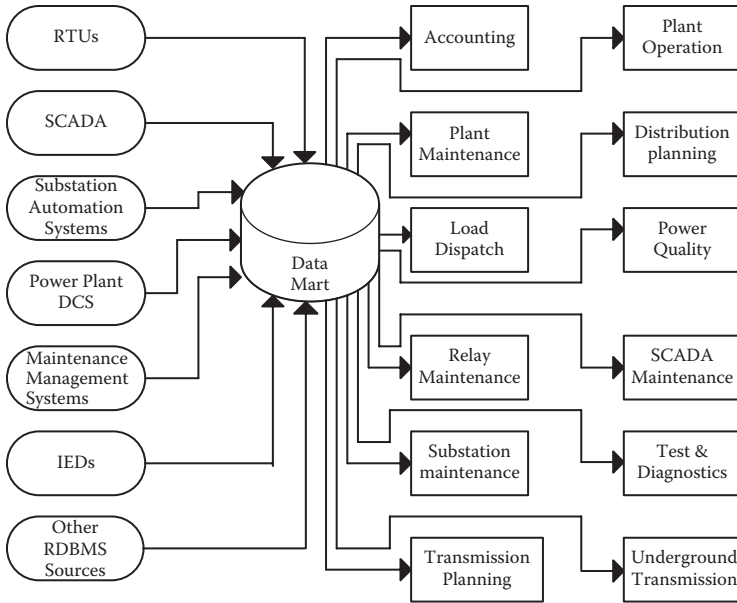 RTUs
SCADA
Substation
Automation
Systems
Power Plant
DCS
Maintenance
Management
Systems
IEDs
Other
RDBMS
Sources
Data
Mart
Accounting
Plant
Maintenance
Load
Dispatch
Relay
Maintenance
Substation
maintenance
Transmission
Planning
Plant
Operation
Distribution
planning
Power
Quality
SCADA
Maintenance
Test &
Diagnostics
Underground
Transmission